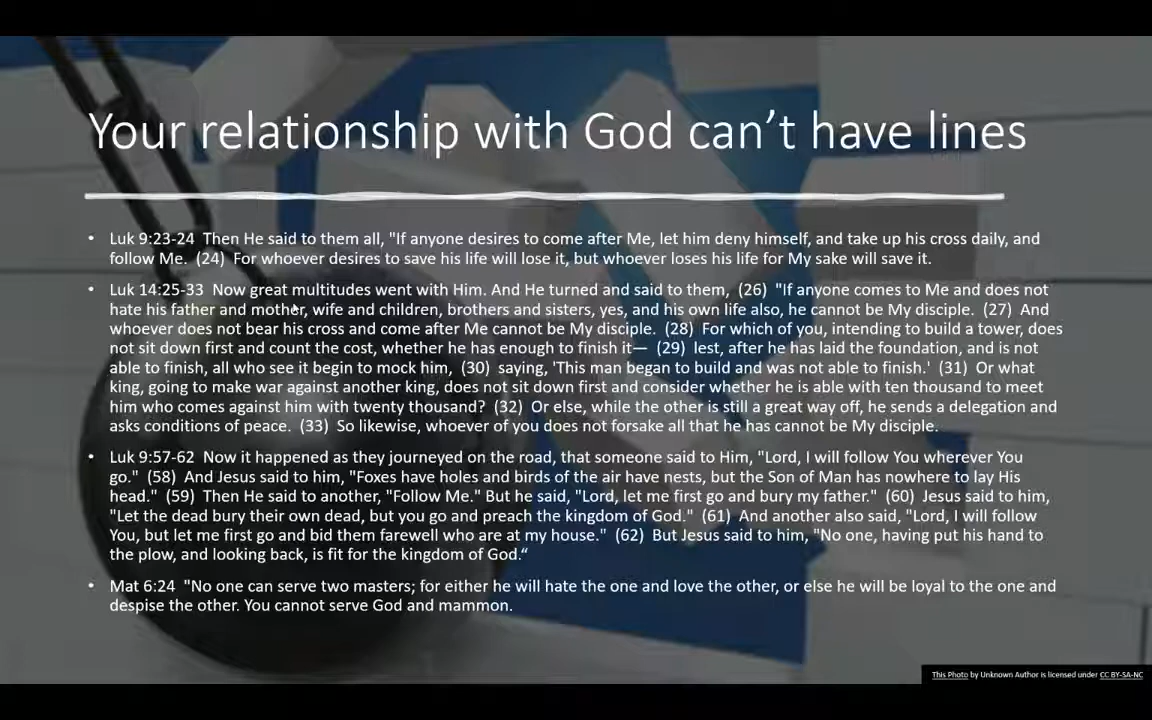 Your relationship with God can't have lines
• Luk 9:23-24 Then He said to them all, "If anyone desires to come after Me, let him deny himself, and take up his cross daily, and
follow Me. (24) For whoever desires to save his life will lose it, but whoever loses his life for My sake will save it.
• Luk 14:25-33 Now great multitudes went with Him. And He turned and said to them, (26) "If anyone comes to Me and does not
hate his father and mother, wife and children, brothers and sisters, yes, and his own life also, he cannot be My disciple. (27) And
whoever does not bear his cross and come after Me cannot be My disciple. (28) For which of you, intending to build a tower, does
not sit down first and count the cost, whether he has enough to finish it— (29) lest, after he has laid the foundation, and is not
able to finish, all who see it begin to mock him, (30) saying, 'This man began to build and was not able to finish.' (31) Or what
king, going to make war against another king, does not sit down first and consider whether he is able with ten thousand to meet
him who comes against him with twenty thousand? (32) Or else, while the other is still a great way off, he sends a delegation and
asks conditions of peace. (33) So likewise, whoever of you does not forsake all that he has cannot be My disciple.
• Luk 9:57-62 Now it happened as they journeyed on the road, that someone said to Him, "Lord, I will follow You wherever You
go." (58) And Jesus said to him, "Foxes have holes and birds of the air have nests, but the Son of Man has nowhere to lay His
head." (59) Then He said to another, "Follow Me." But he said, "Lord, let me first go and bury my father." (60) Jesus said to him,
"Let the dead bury their own dead, but you go and preach the kingdom of God." (61) And another also said, "Lord, I will follow
You, but let me first go and bid them farewell who are at my house." (62) But Jesus said to him, "No one, having put his hand to
the plow, and looking back, is fit for the kingdom of God.“
• Mat 6:24 "No one can serve two masters; for either he will hate the one and love the other, or else he will be loyal to the one and
despise the other. You cannot serve God and mammon.
This Photo by Unknown Author is licensed under CC BY-SA-NC